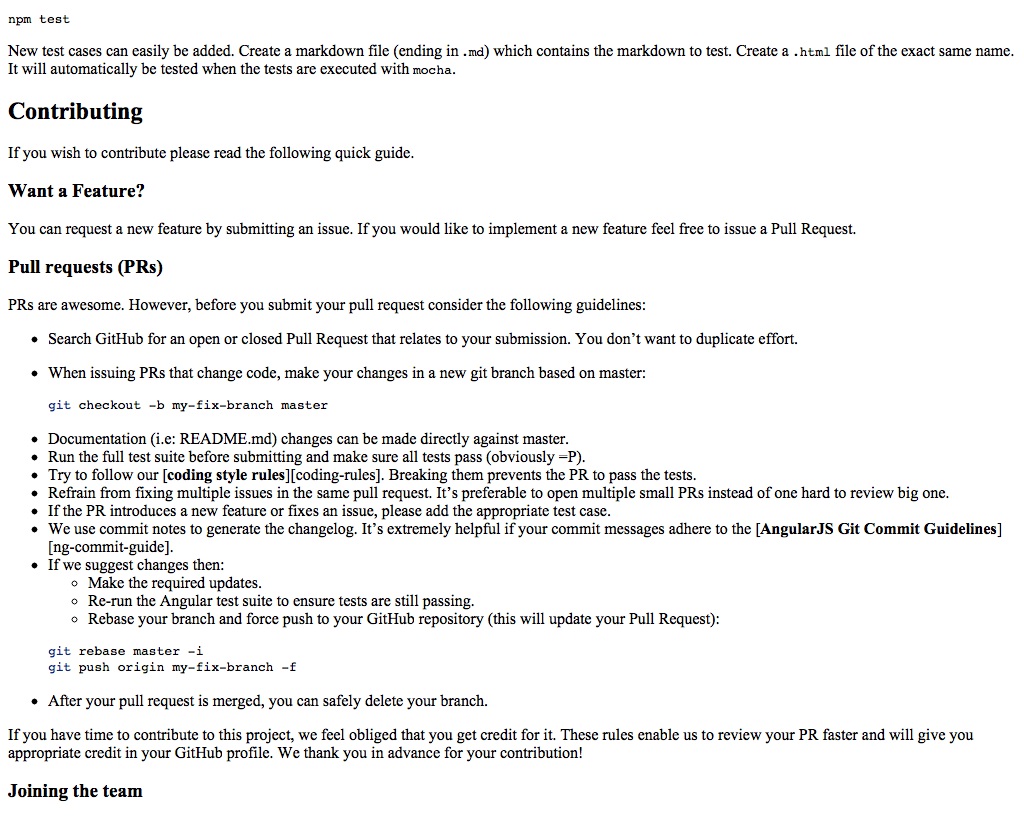 npm test
New test cases can easily be added. Create a markdown file (ending in .md) which contains the markdown to test. Create a .html file of the exact same name.
It will automatically be tested when the tests are executed with mocha.
Contributing
If you wish to contribute please read the following quick guide.
Want a Feature?
You can request a new feature by submitting an issue. If you would like to implement a new feature feel free to issue a Pull Request.
Pull requests (PRs)
PRs are awesome. However, before you submit your pull request consider the following guidelines:
• Search GitHub for an open or closed Pull Request that relates to your submission. You don’t want to duplicate effort.
• When issuing PRs that change code, make your changes in a new git branch based on master:
git checkout -b my-fix-branch master
• Documentation (i.e: README.md) changes can be made directly against master.
• Run the full test suite before submitting and make sure all tests pass (obviously =P).
• Try to follow our [coding style rules][coding-rules]. Breaking them prevents the PR to pass the tests.
• Refrain from fixing multiple issues in the same pull request. It’s preferable to open multiple small PRs instead of one hard to review big one.
• If the PR introduces a new feature or fixes an issue, please add the appropriate test case.
• We use commit notes to generate the changelog. It’s extremely helpful if your commit messages adhere to the [AngularJS Git Commit Guidelines]
[ng-commit-guide].
• If we suggest changes then:
◦ Make the required updates.
◦ Re-run the Angular test suite to ensure tests are still passing.
◦ Rebase your branch and force push to your GitHub repository (this will update your Pull Request):
git rebase master -i
git push origin my-fix-branch -f
• After your pull request is merged, you can safely delete your branch.
If you have time to contribute to this project, we feel obliged that you get credit for it. These rules enable us to review your PR faster and will give you
appropriate credit in your GitHub profile. We thank you in advance for your contribution!
Joining the team